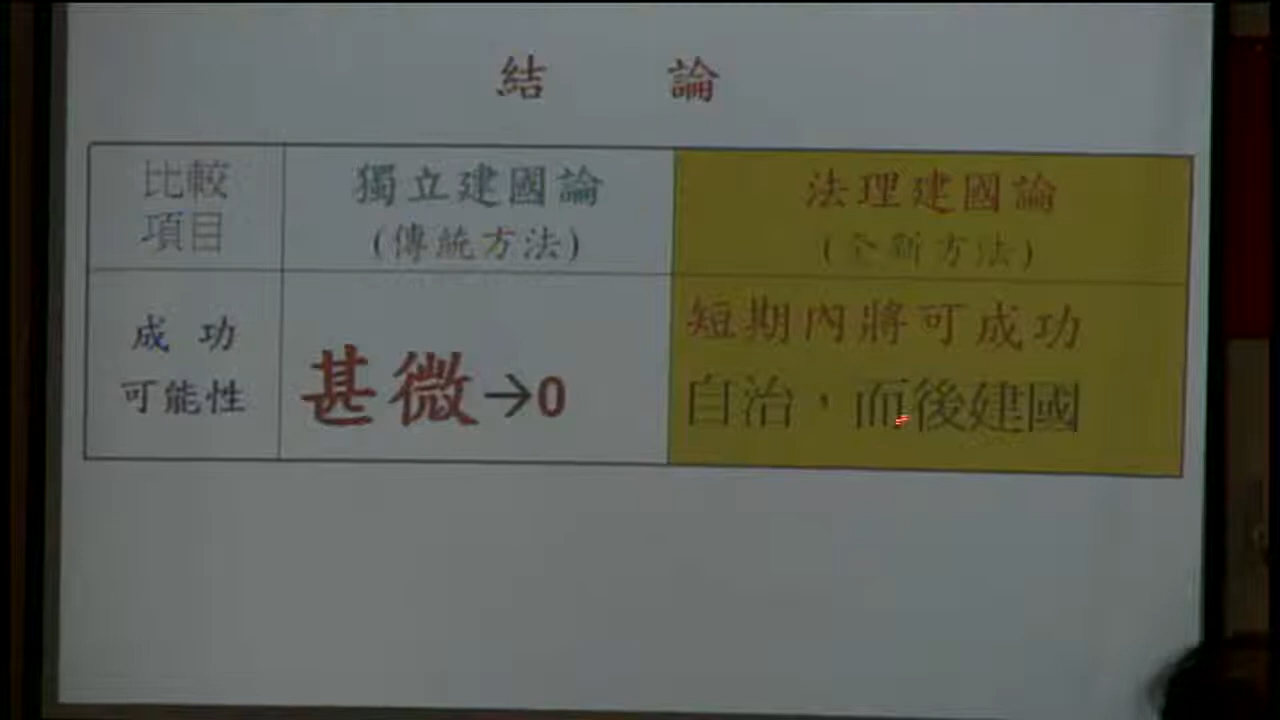 結 論
比較
項目
獨立建國論
(傳統方法)
法理建國論
(全新方法)
成 功
可能性
甚微→0
短期內將可成功
自治，而後建國